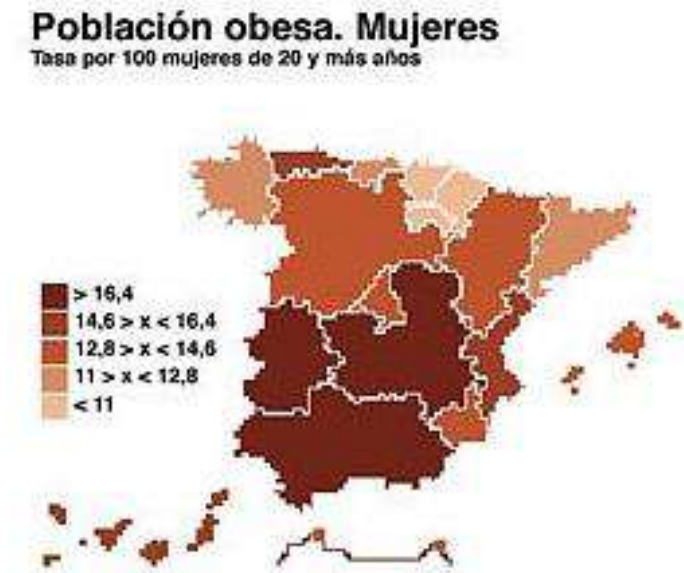 Población obesa. Mujeres
Tasa por 100 mujeres de 20 y más años
> 16,4
14,6 > x < 16,4
12,8 > x < 14,6
11 > x < 12,8
< 11